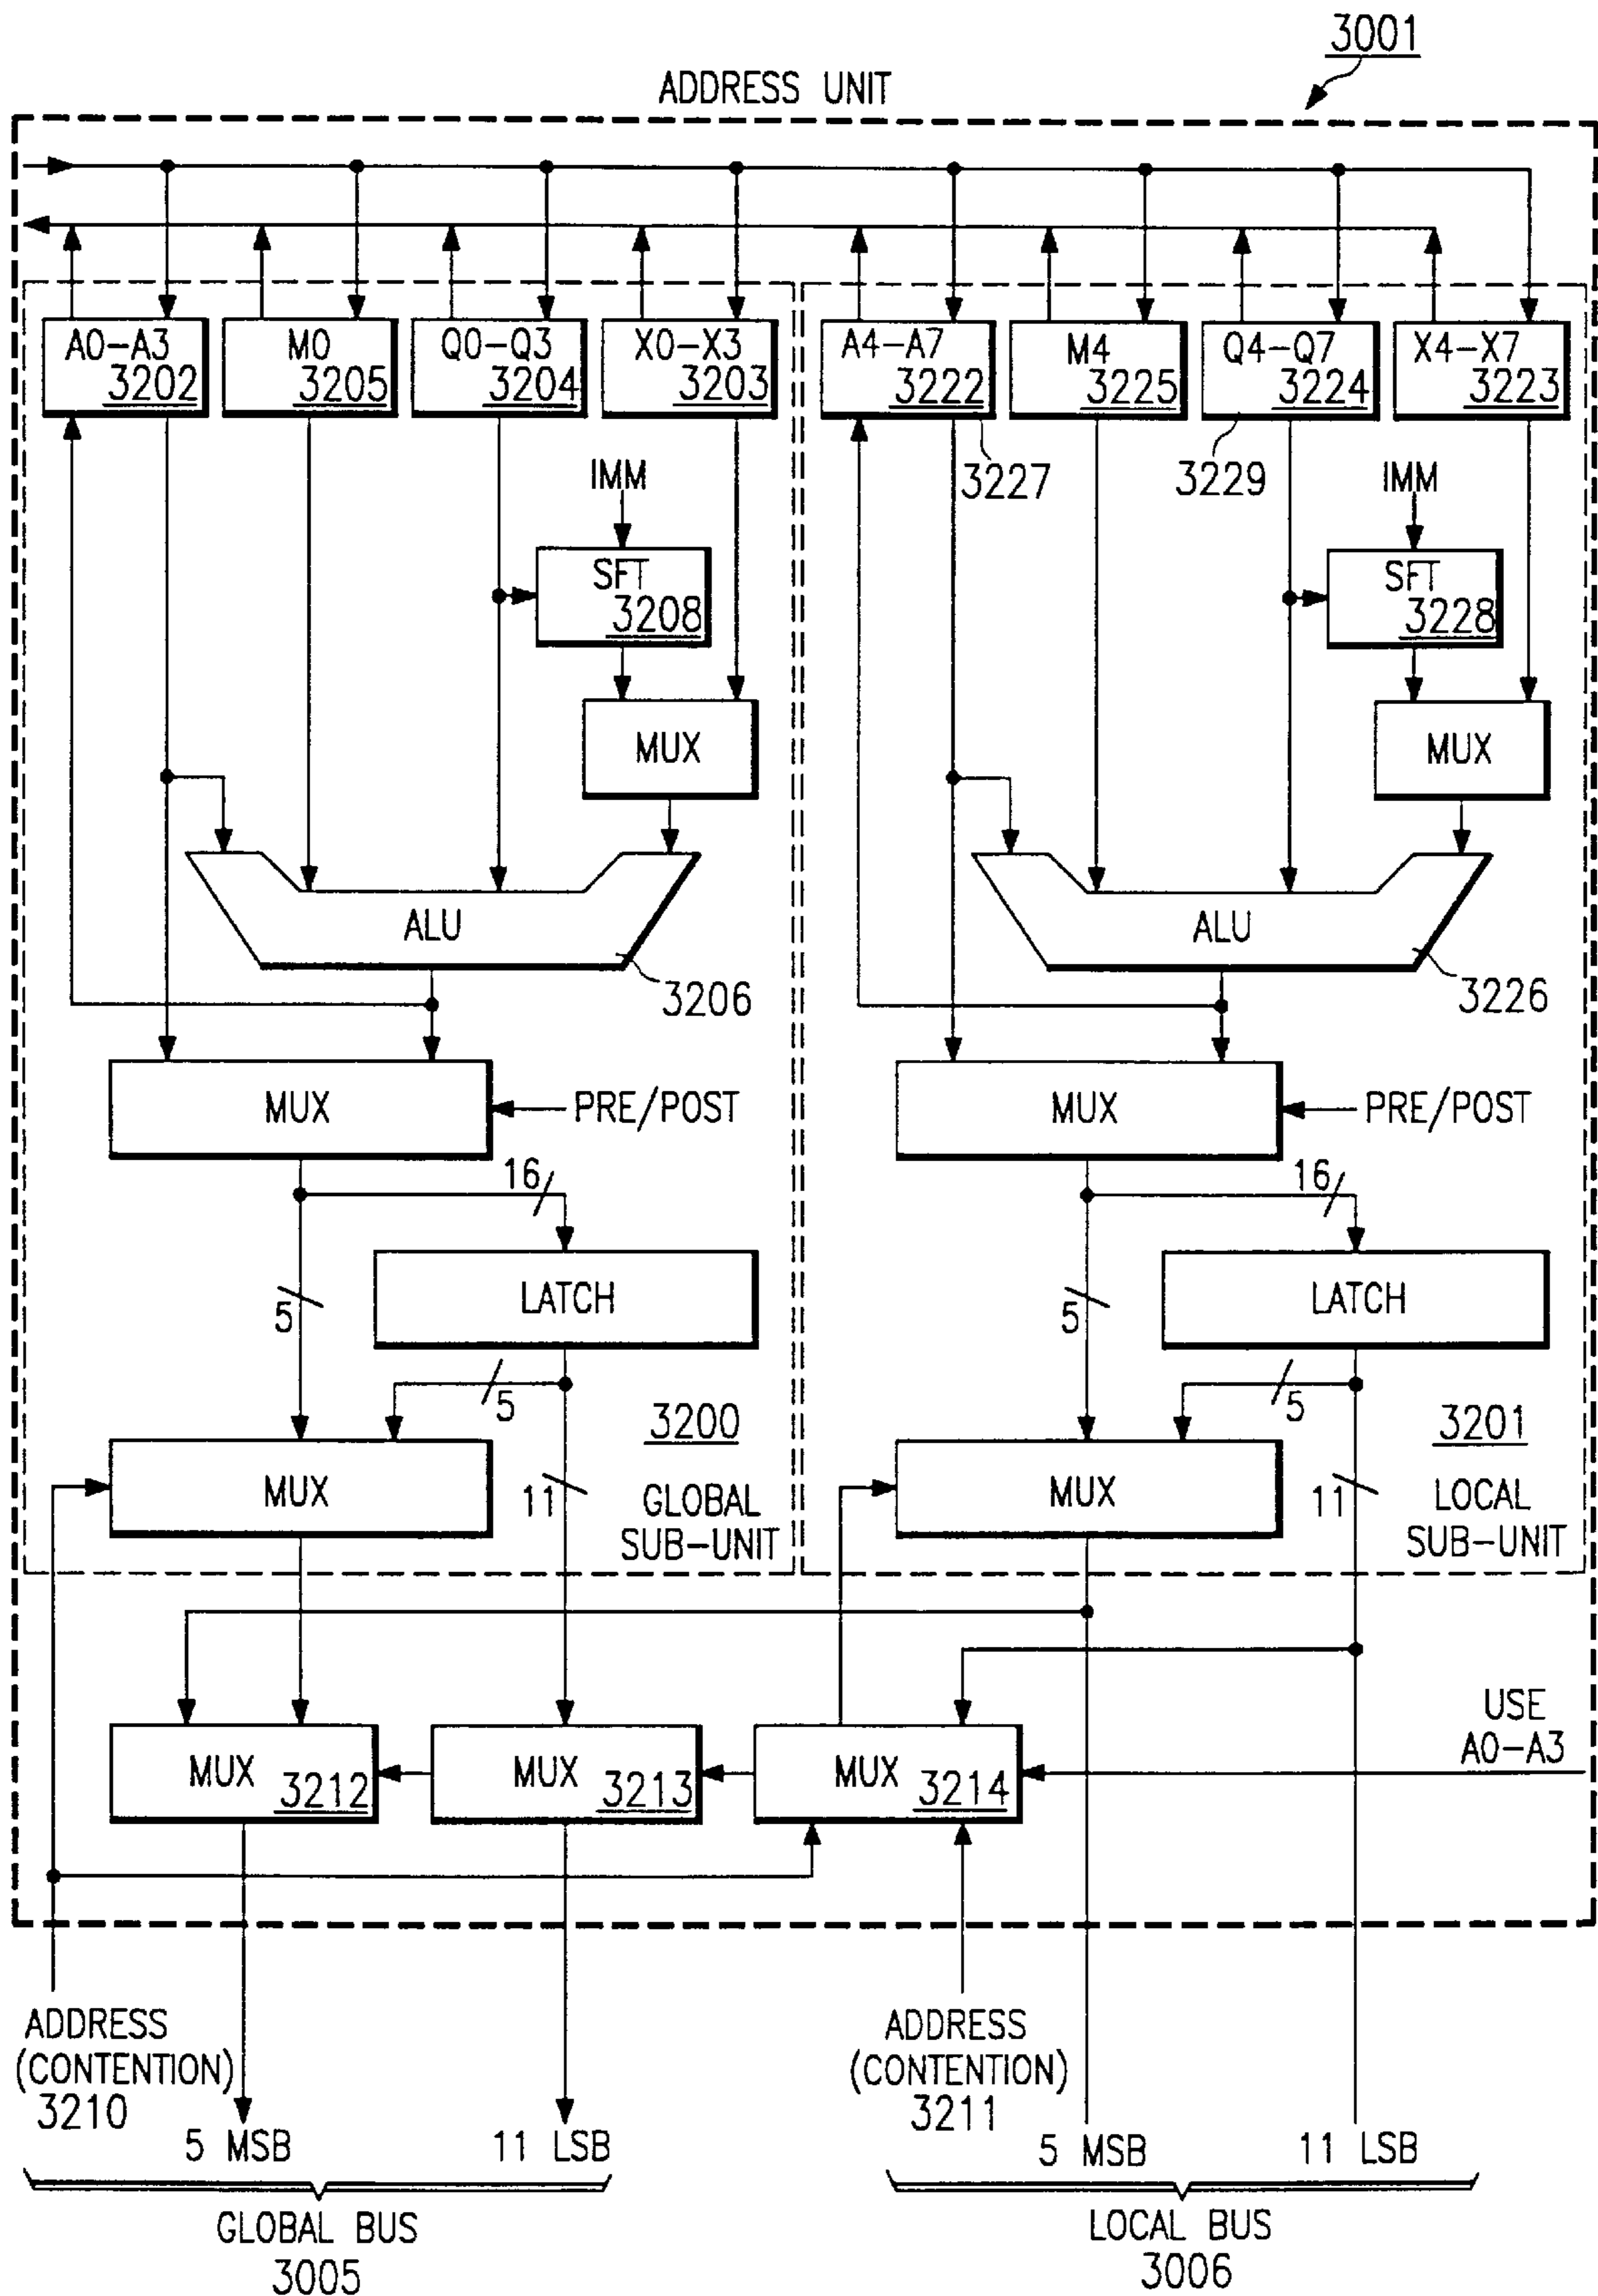 3001
ADDRESS UNIT
A0-A3
3202
M0
3205
Q0-Q3
3204
X0-X3
3203
A4-A7
3222
M4
3225
Q4-Q7
3224
X4-X7
3223
3227
3229
IMM
IMM
SFT
3208
SFT
3228
MUX
MUX
ALU
ALU
3206
3226
MUX
PRE/POST
MUX
PRE/POST
16
16
LATCH
LATCH
5
5
5
5
3200
3201
MUX
11
GLOBAL
SUB-UNIT
MUX
11
LOCAL
SUB-UNIT
USE
A0-A3
MUX
3212
MUX
3213
MUX
3214
ADDRESS
(CONTENTION)
3210
ADDRESS
(CONTENTION)
3211
5 MSB
11 LSB
5 MSB
11 LSB
GLOBAL BUS
3005
LOCAL BUS
3006